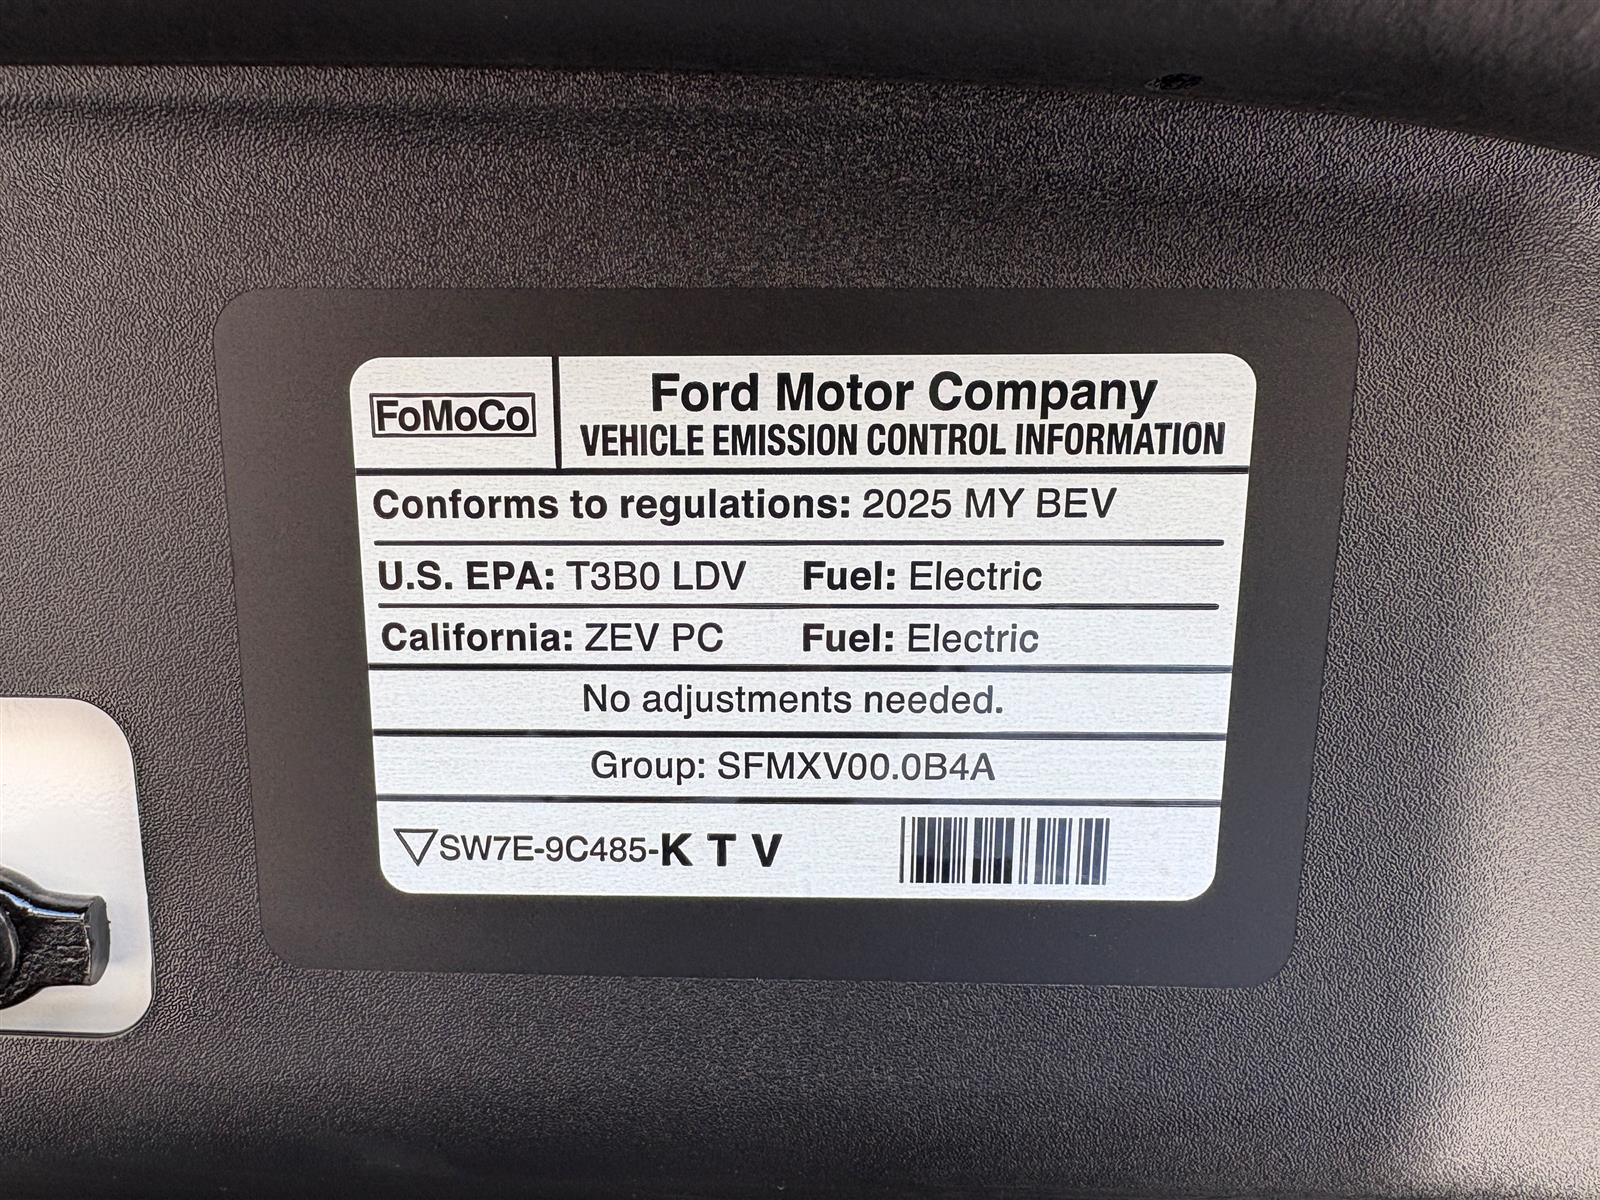 FoMoCo
Ford Motor Company
VEHICLE EMISSION CONTROL INFORMATION
Conforms to regulations: 2025 MY BEV
U.S. EPA: T3B0 LDV Fuel: Electric
California: ZEV PC Fuel: Electric
No adjustments needed.
Group: SFMXV00.0B4A
▽SW7E-9C485-K T V